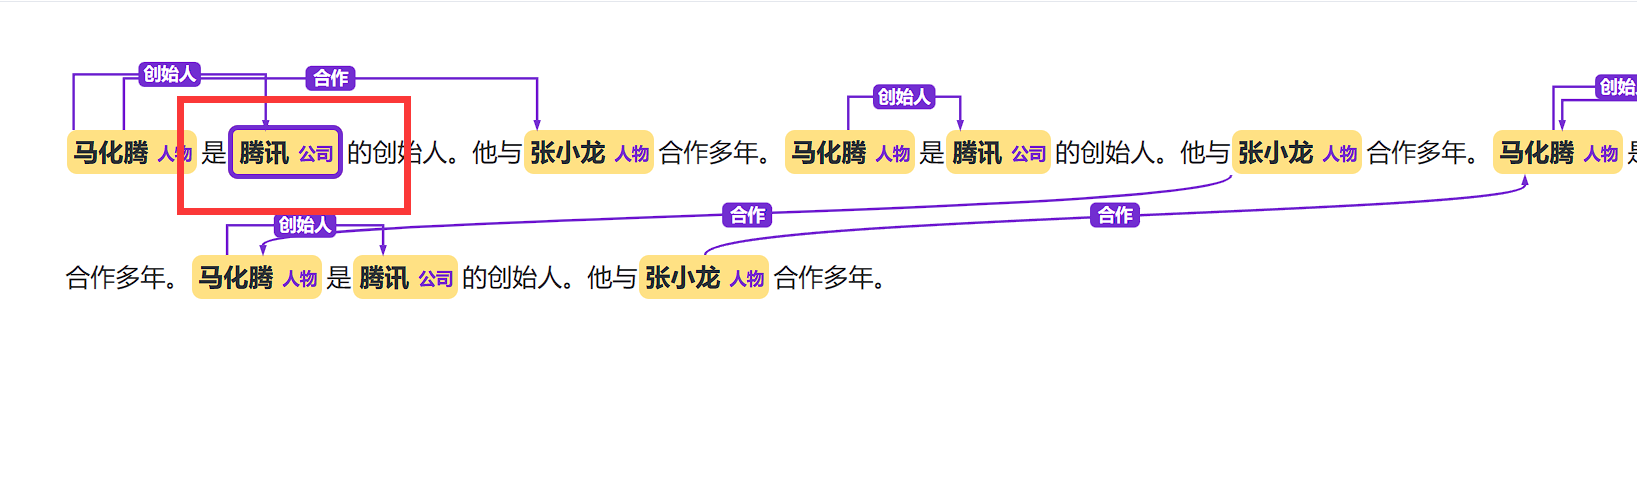 创始人 合作 创始人 创始
马化腾 人物 是 腾讯 公司 的创始人。他与 张小龙 人物 合作多年。 马化腾 人物 是 腾讯 公司 的创始人。他与 张小龙 人物 合作多年。 马化腾 人物
合作 合作
创始人
合作多年。 马化腾 人物 是 腾讯 公司 的创始人。他与 张小龙 人物 合作多年。